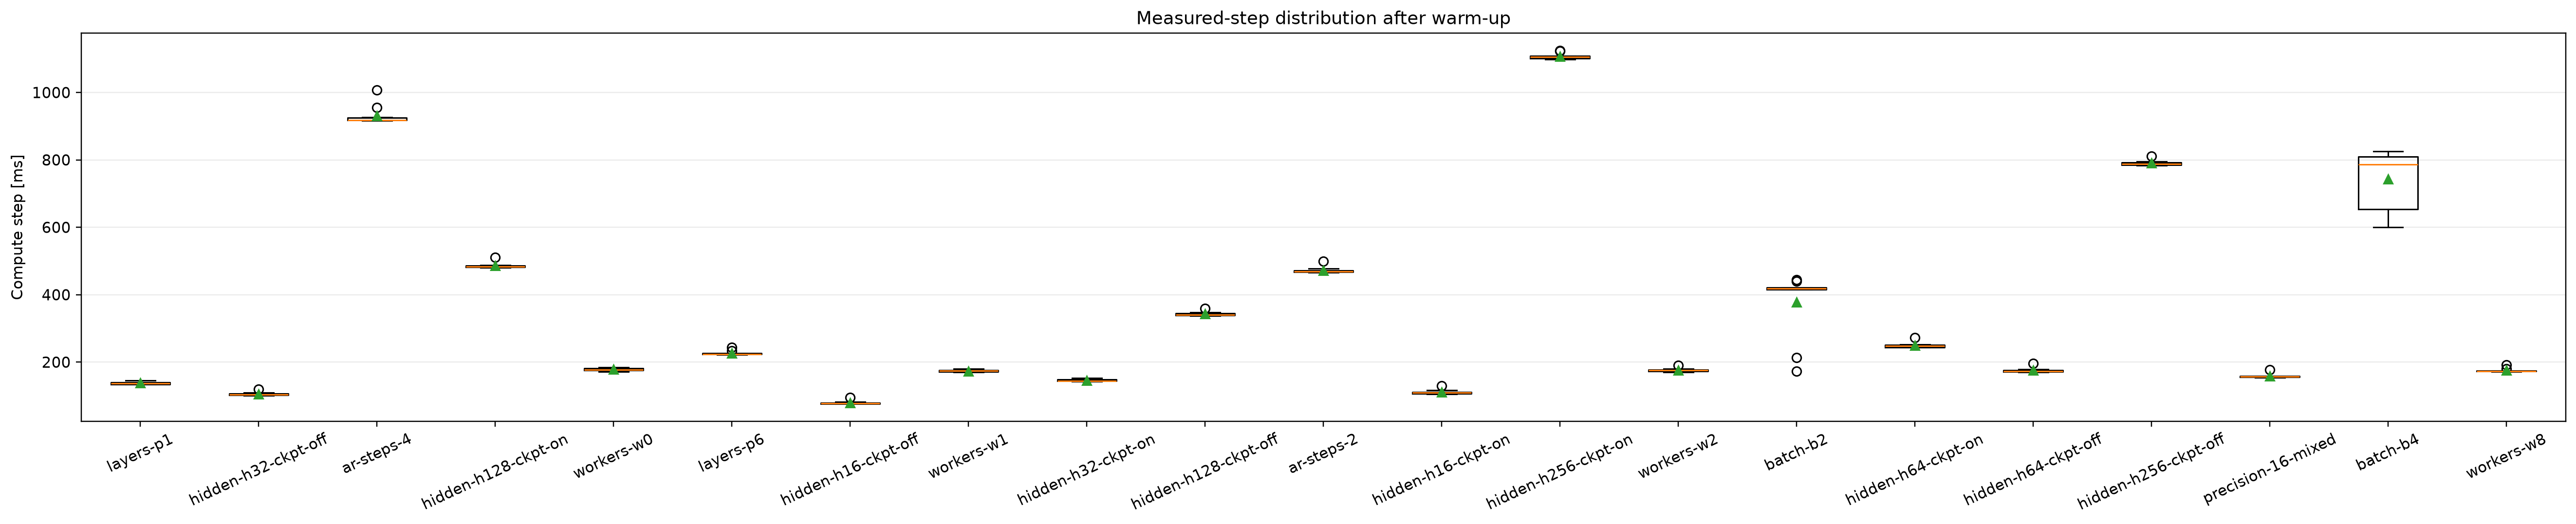 Measured-step distribution after warm-up
Compute step [ms]
1000
800
600
400
200
layers-p1
hidden-h32-ckpt-off
ar-steps-4
hidden-h128-ckpt-on
workers-w0
layers-p6
hidden-h16-ckpt-off
workers-w1
hidden-h32-ckpt-on
hidden-h128-ckpt-off
ar-steps-2
hidden-h16-ckpt-on
hidden-h256-ckpt-on
workers-w2
batch-b2
hidden-h64-ckpt-on
hidden-h64-ckpt-off
hidden-h256-ckpt-off
precision-16-mixed
batch-b4
workers-w8